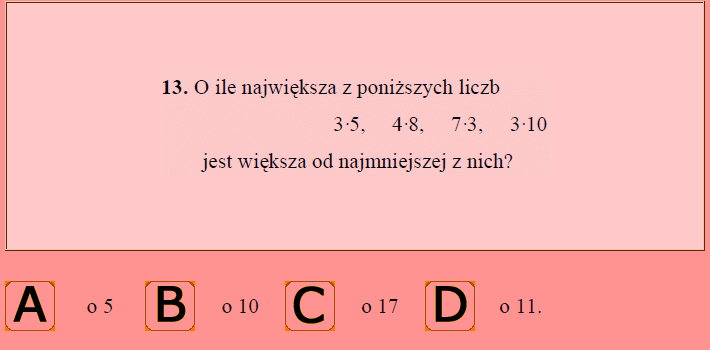 13. O ile największa z poniższych liczb
3·5, 4·8, 7·3, 3·10
jest większa od najmniejszej z nich?
A o 5 B o 10 C o 17 D o 11.